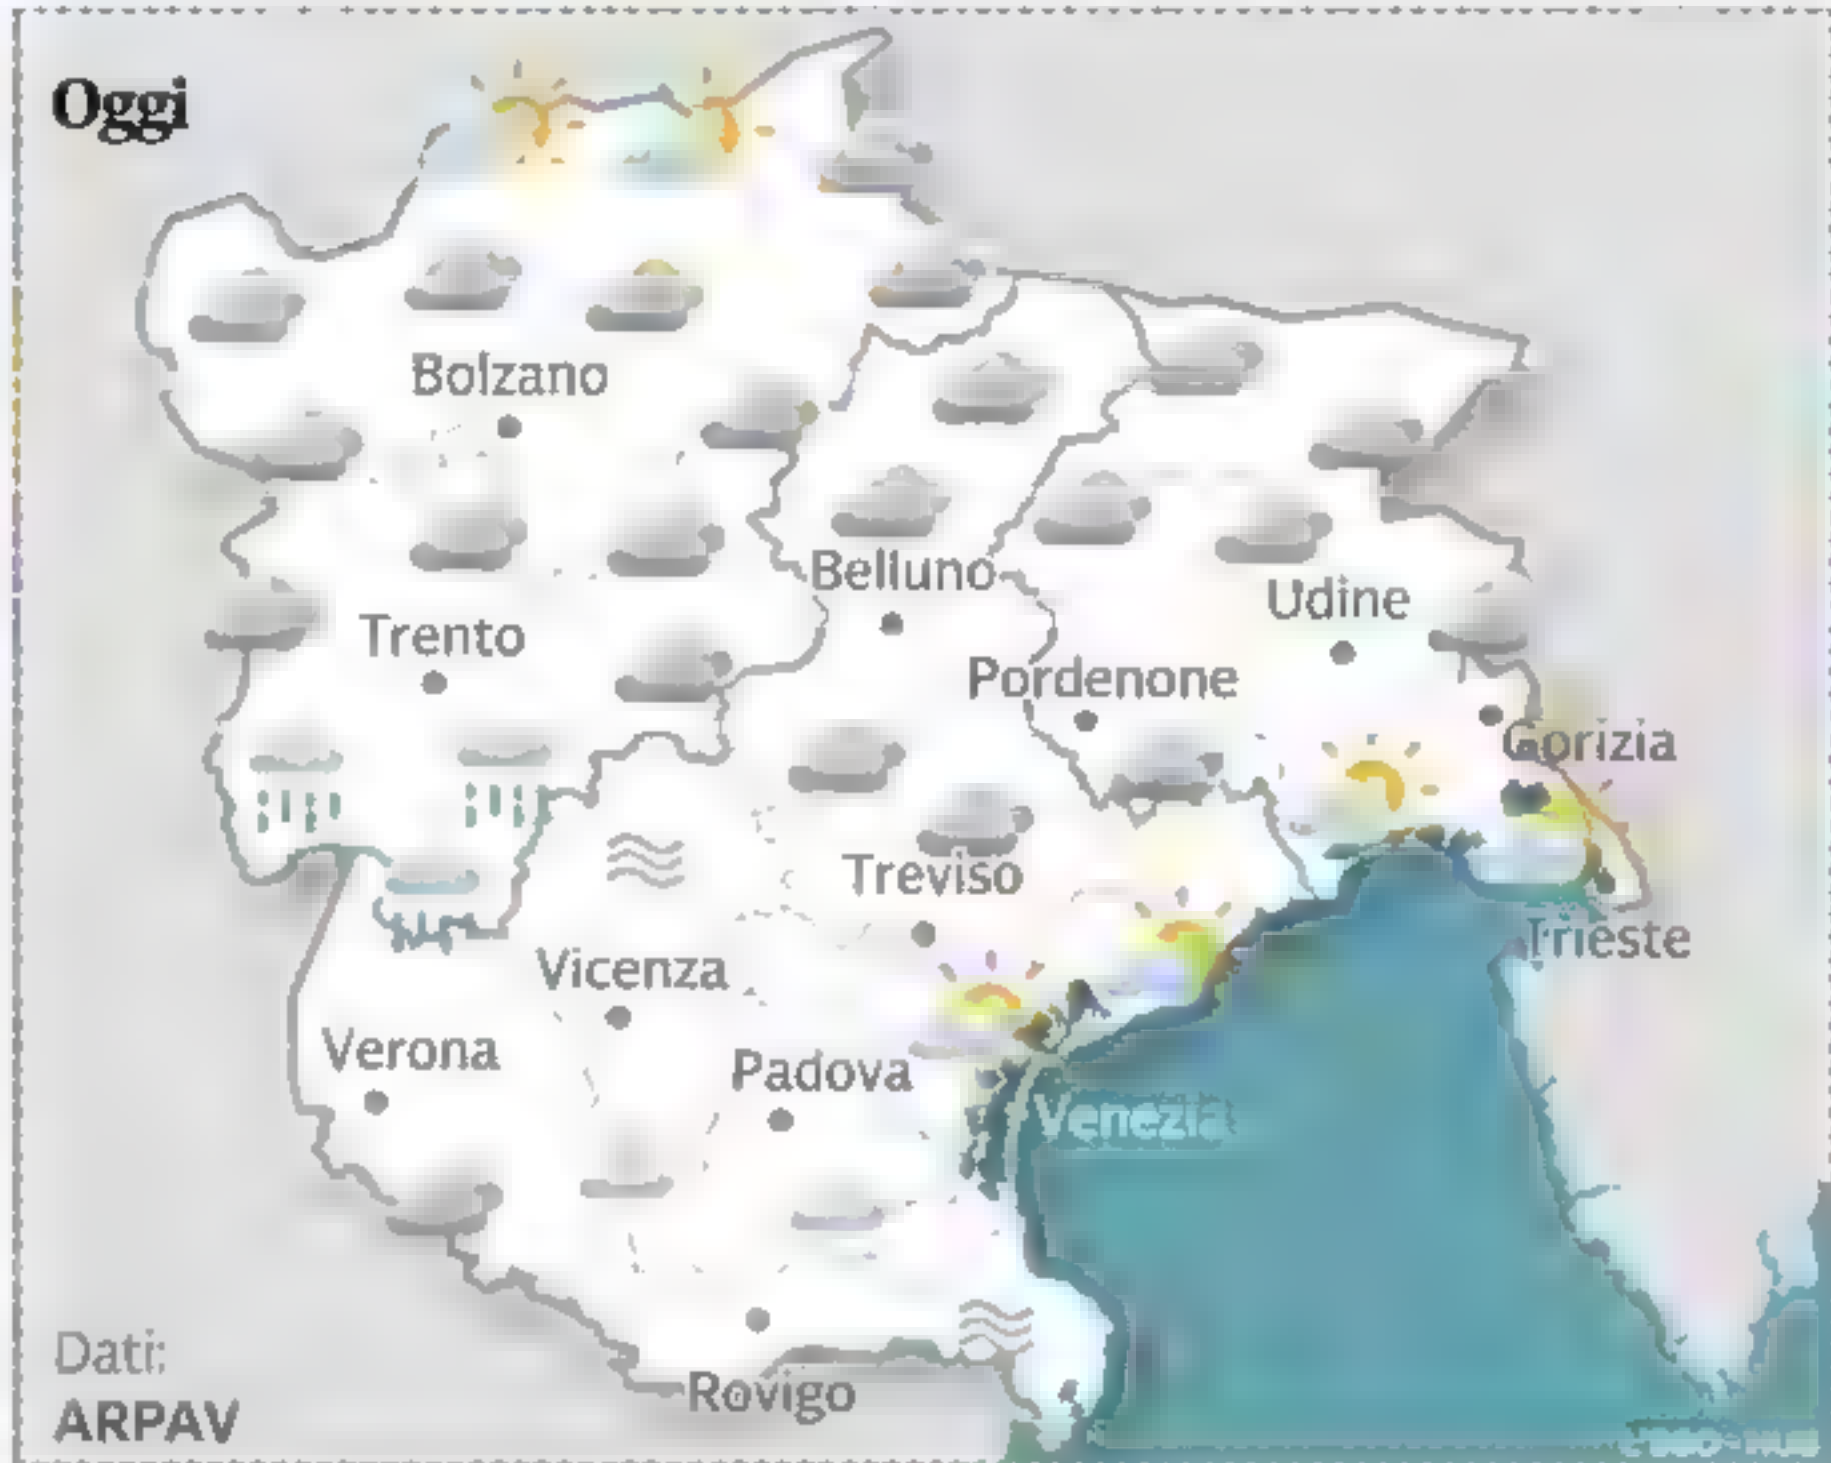 Oggi
Bolzano
Belluno
Udine
Trento
Pordenone
Gorizia
Treviso
Trieste
Vicenza
Verona
Padova
Venezia
Dati:
ARPAV
Rovigo